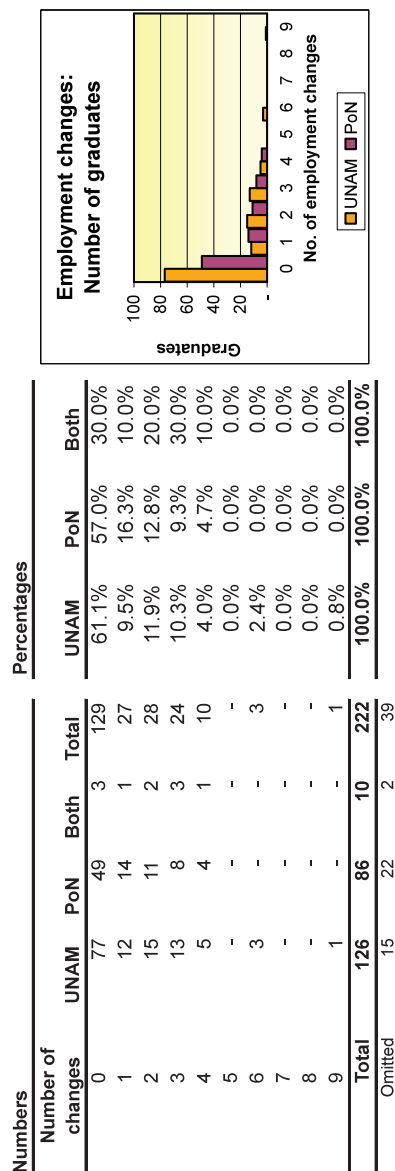 Numbers Percentages
Number of changes UNAM PoN Both Total UNAM PoN Both
0 77 49 3 129 61.1% 57.0% 30.0%
1 12 14 1 27 9.5% 16.3% 10.0%
2 15 11 2 28 11.9% 12.8% 20.0%
3 13 8 3 24 10.3% 9.3% 30.0%
4 5 4 1 10 4.0% 4.7% 10.0%
5 - - - - 0.0% 0.0% 0.0%
6 3 - - 3 2.4% 0.0% 0.0%
7 - - - - 0.0% 0.0% 0.0%
8 - - - - 0.0% 0.0% 0.0%
9 1 - - 1 0.8% 0.0% 0.0%
Total 126 86 10 222 100.0% 100.0% 100.0%
Omitted 15 22 2 39
Employment changes:
Number of graduates
Graduates
100
80
60
40
20
-
0 1 2 3 4 5 6 7 8 9
No. of employment changes
UNAM PoN